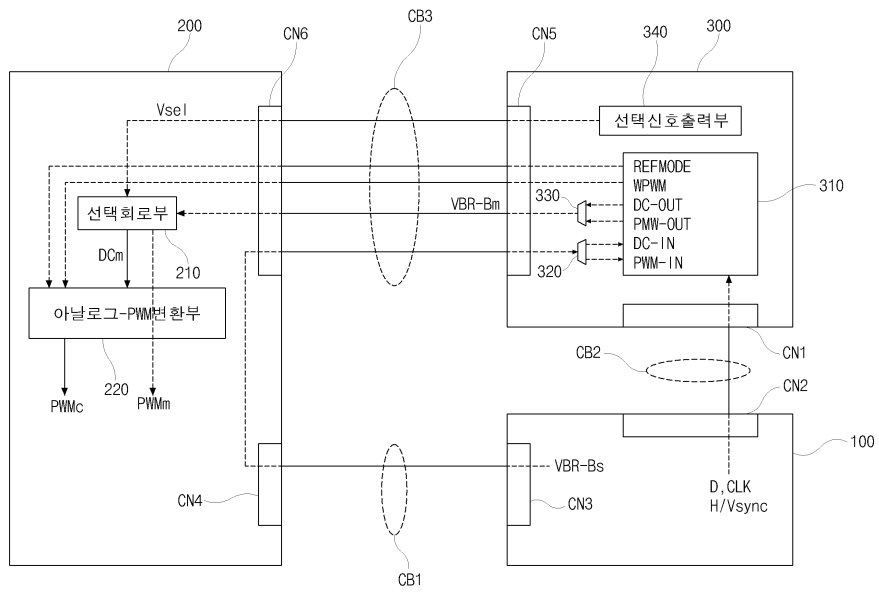 CB3
200
CN6
CN5
340
300
Vsel
선택신호출력부
REFMODE
WPWM
DC-OUT
PMW-OUT
DC-IN
PWM-IN
310
330
VBR-Bm
320
선택회로부
DCm
210
아날로그-PWM변환부
220
PWMc
PWMm
CN1
CB2
CN2
100
VBR-Bs
D,CLK
H/Vsync
CN4
CN3
CB1